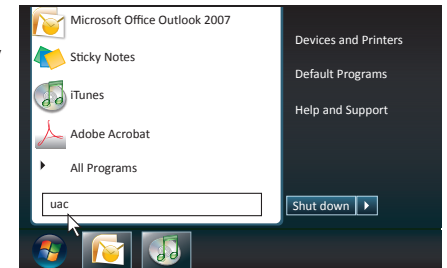 Microsoft Office Outlook 2007
Sticky Notes
iTunes
Adobe Acrobat
All Programs
uac
Devices and Printers
Default Programs
Help and Support
Shut down